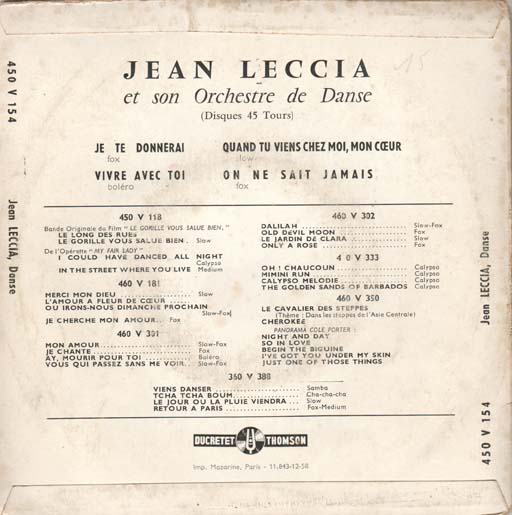 450 V 154
Jean LECCIA, Danse
15
JEAN LECCIA
et son Orchestre de Danse
(Disques 45 Tours)
JE TE DONNERAI
fox
VIVRE AVEC TOI
boléro
QUAND TU VIENS CHEZ MOI, MON CŒUR
low
ON NE SAIT JAMAIS
fox
450 V 118
Bande Originale du Film "LE GORILLE VOUS SALUE BIEN."
LE LONG DES RUES
LE GORILLE VOUS SALUE BIEN. Slow
De l'Opérette "MY FAIR LADY"
I COULD HAVE DANCED ALL NIGHT
Calypso
IN THE STREET WHERE YOU LIVE Medium
460 V 181
MERCI MON DIEU ........ Slow
L'AMOUR A FLEUR DE CŒUR ....
OU IRONS-NOUS DIMANCHE PROCHAIN
Slow-Fox
JE CHERCHE MON AMOUR.. Fox
460 V 301
MON AMOUR ........ Slow-Fox
JE CHANTE ........ Fox
AY, MOURIR POUR TOI ..... Boléro
VOUS QUI PASSEZ SANS ME VOIR.. Slow-Fox
460 V 302
DALILAH ........ Slow-Fox
OLD DEVIL MOON ........ Fox
LE JARDIN DE CLARA ........ Slow
ONLY A ROSE ........ Fox
4 0 V 333
OH ! CHAUCOUN ........ Calypso
MIMINI RUN ........ Calypso
CALYPSO MELODIE ........ Calypso
THE GOLDEN SANDS OF BARBADOS Calypso
460 V 350
LE CAVALIER DES STEPPES
(Thème : Dans les steppes de l'Asie Centrale)
CHEROKEE
PANORAMA COLE PORTER :
NIGHT AND DAY
SO IN LOVE
BEGIN THE BIGUINE
I'VE GOT YOU UNDER MY SKIN
JUST ONE OF THOSE THINGS
360 V 388
VIENS DANSER ........ Samba
TCHA TCHA BOUM ........ Cha-cha-cha
LE JOUR OU LA PLUIE VIENDRA ... Slow
RETOUR A PARIS ........ Fox-Medium
DUCRETET THOMSON
Imp. Mazarine, Paris - 11.843-12-58
Jean LECCIA, Danse
450 V 154